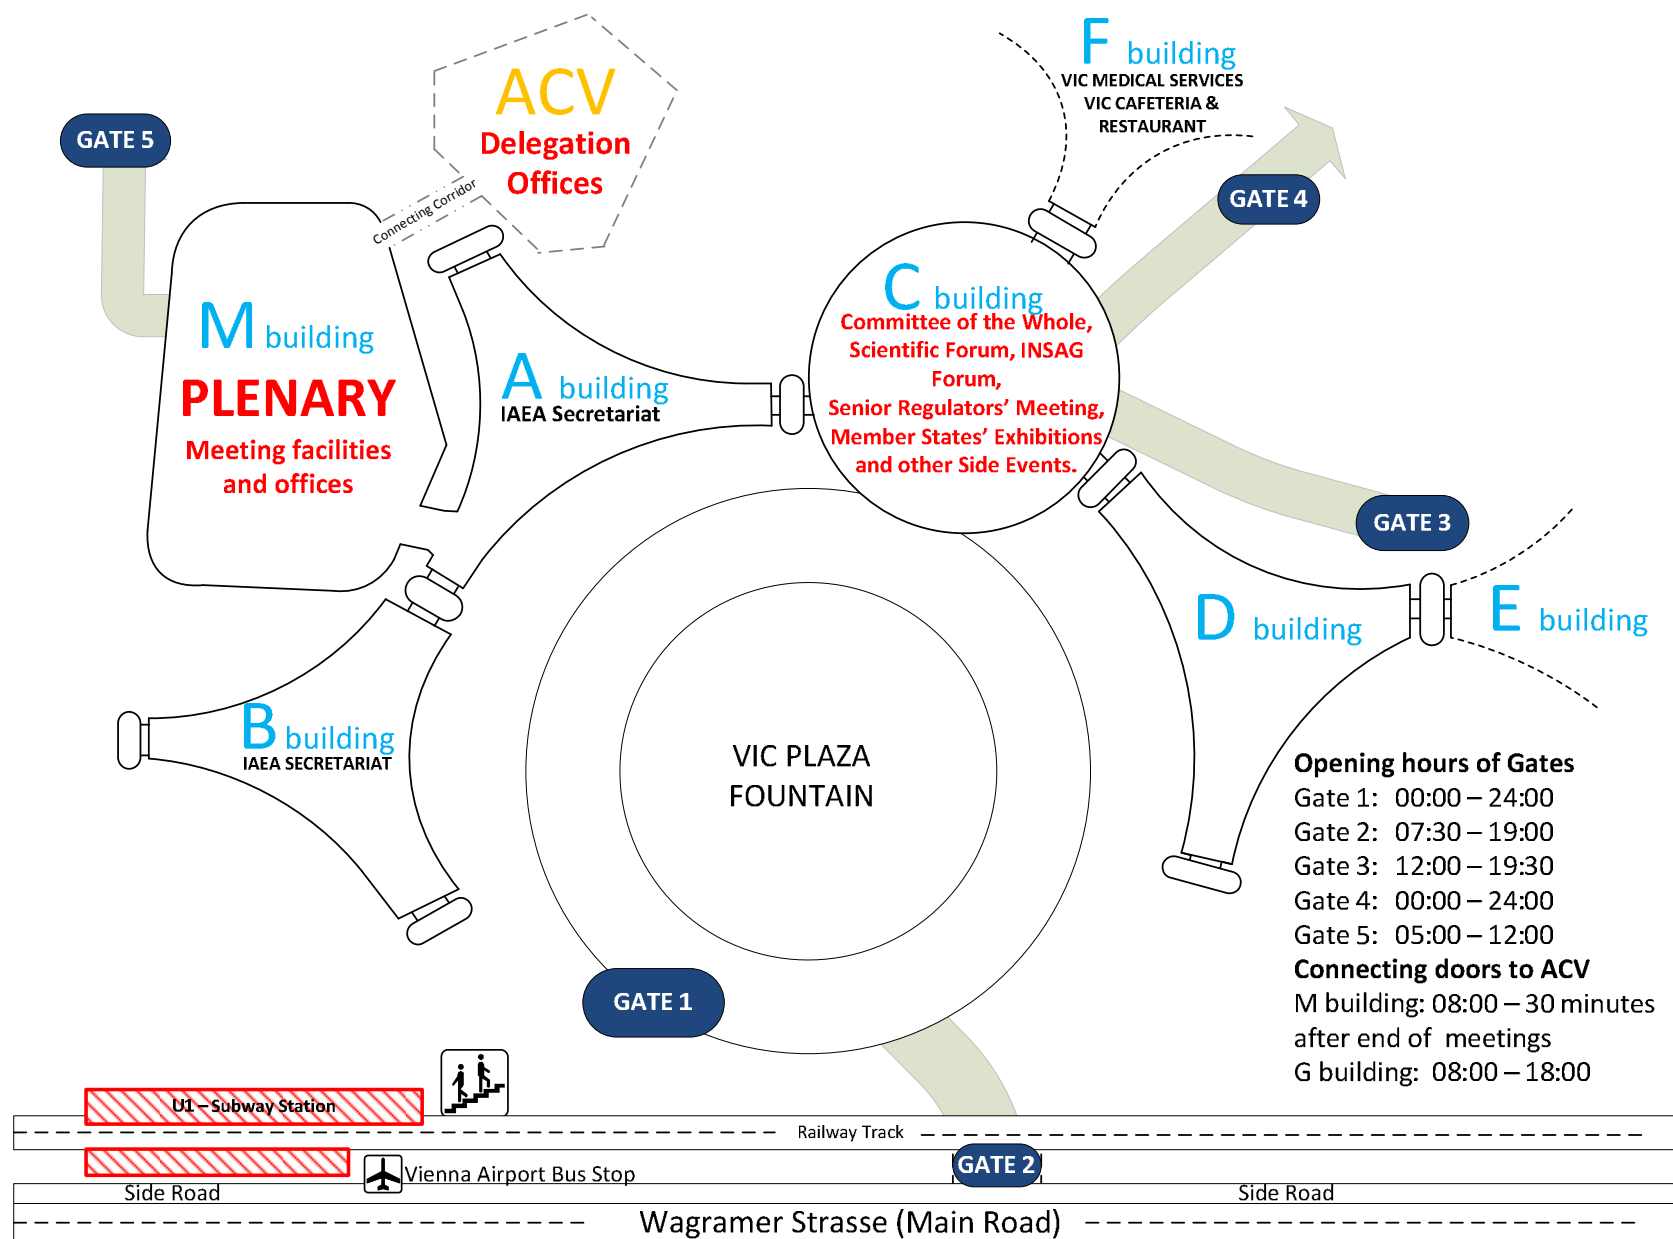 F building
VIC MEDICAL SERVICES
VIC CAFETERIA &
RESTAURANT
ACV
Delegation
Offices
GATE 5
GATE 4
Connecting Corridor
M building
PLENARY
Meeting facilities
and offices
A building
IAEA Secretariat
C building
Committee of the Whole,
Scientific Forum, INSAG
Forum,
Senior Regulators’ Meeting,
Member States’ Exhibitions
and other Side Events.
GATE 3
D building
E building
B building
IAEA SECRETARIAT
VIC PLAZA
FOUNTAIN
Opening hours of Gates
Gate 1: 00:00 – 24:00
Gate 2: 07:30 – 19:00
Gate 3: 12:00 – 19:30
Gate 4: 00:00 – 24:00
Gate 5: 05:00 – 12:00
Connecting doors to ACV
M building: 08:00 – 30 minutes
after end of meetings
G building: 08:00 – 18:00
GATE 1
U1 – Subway Station
Railway Track
Vienna Airport Bus Stop
GATE 2
Side Road
Side Road
Wagramer Strasse (Main Road)